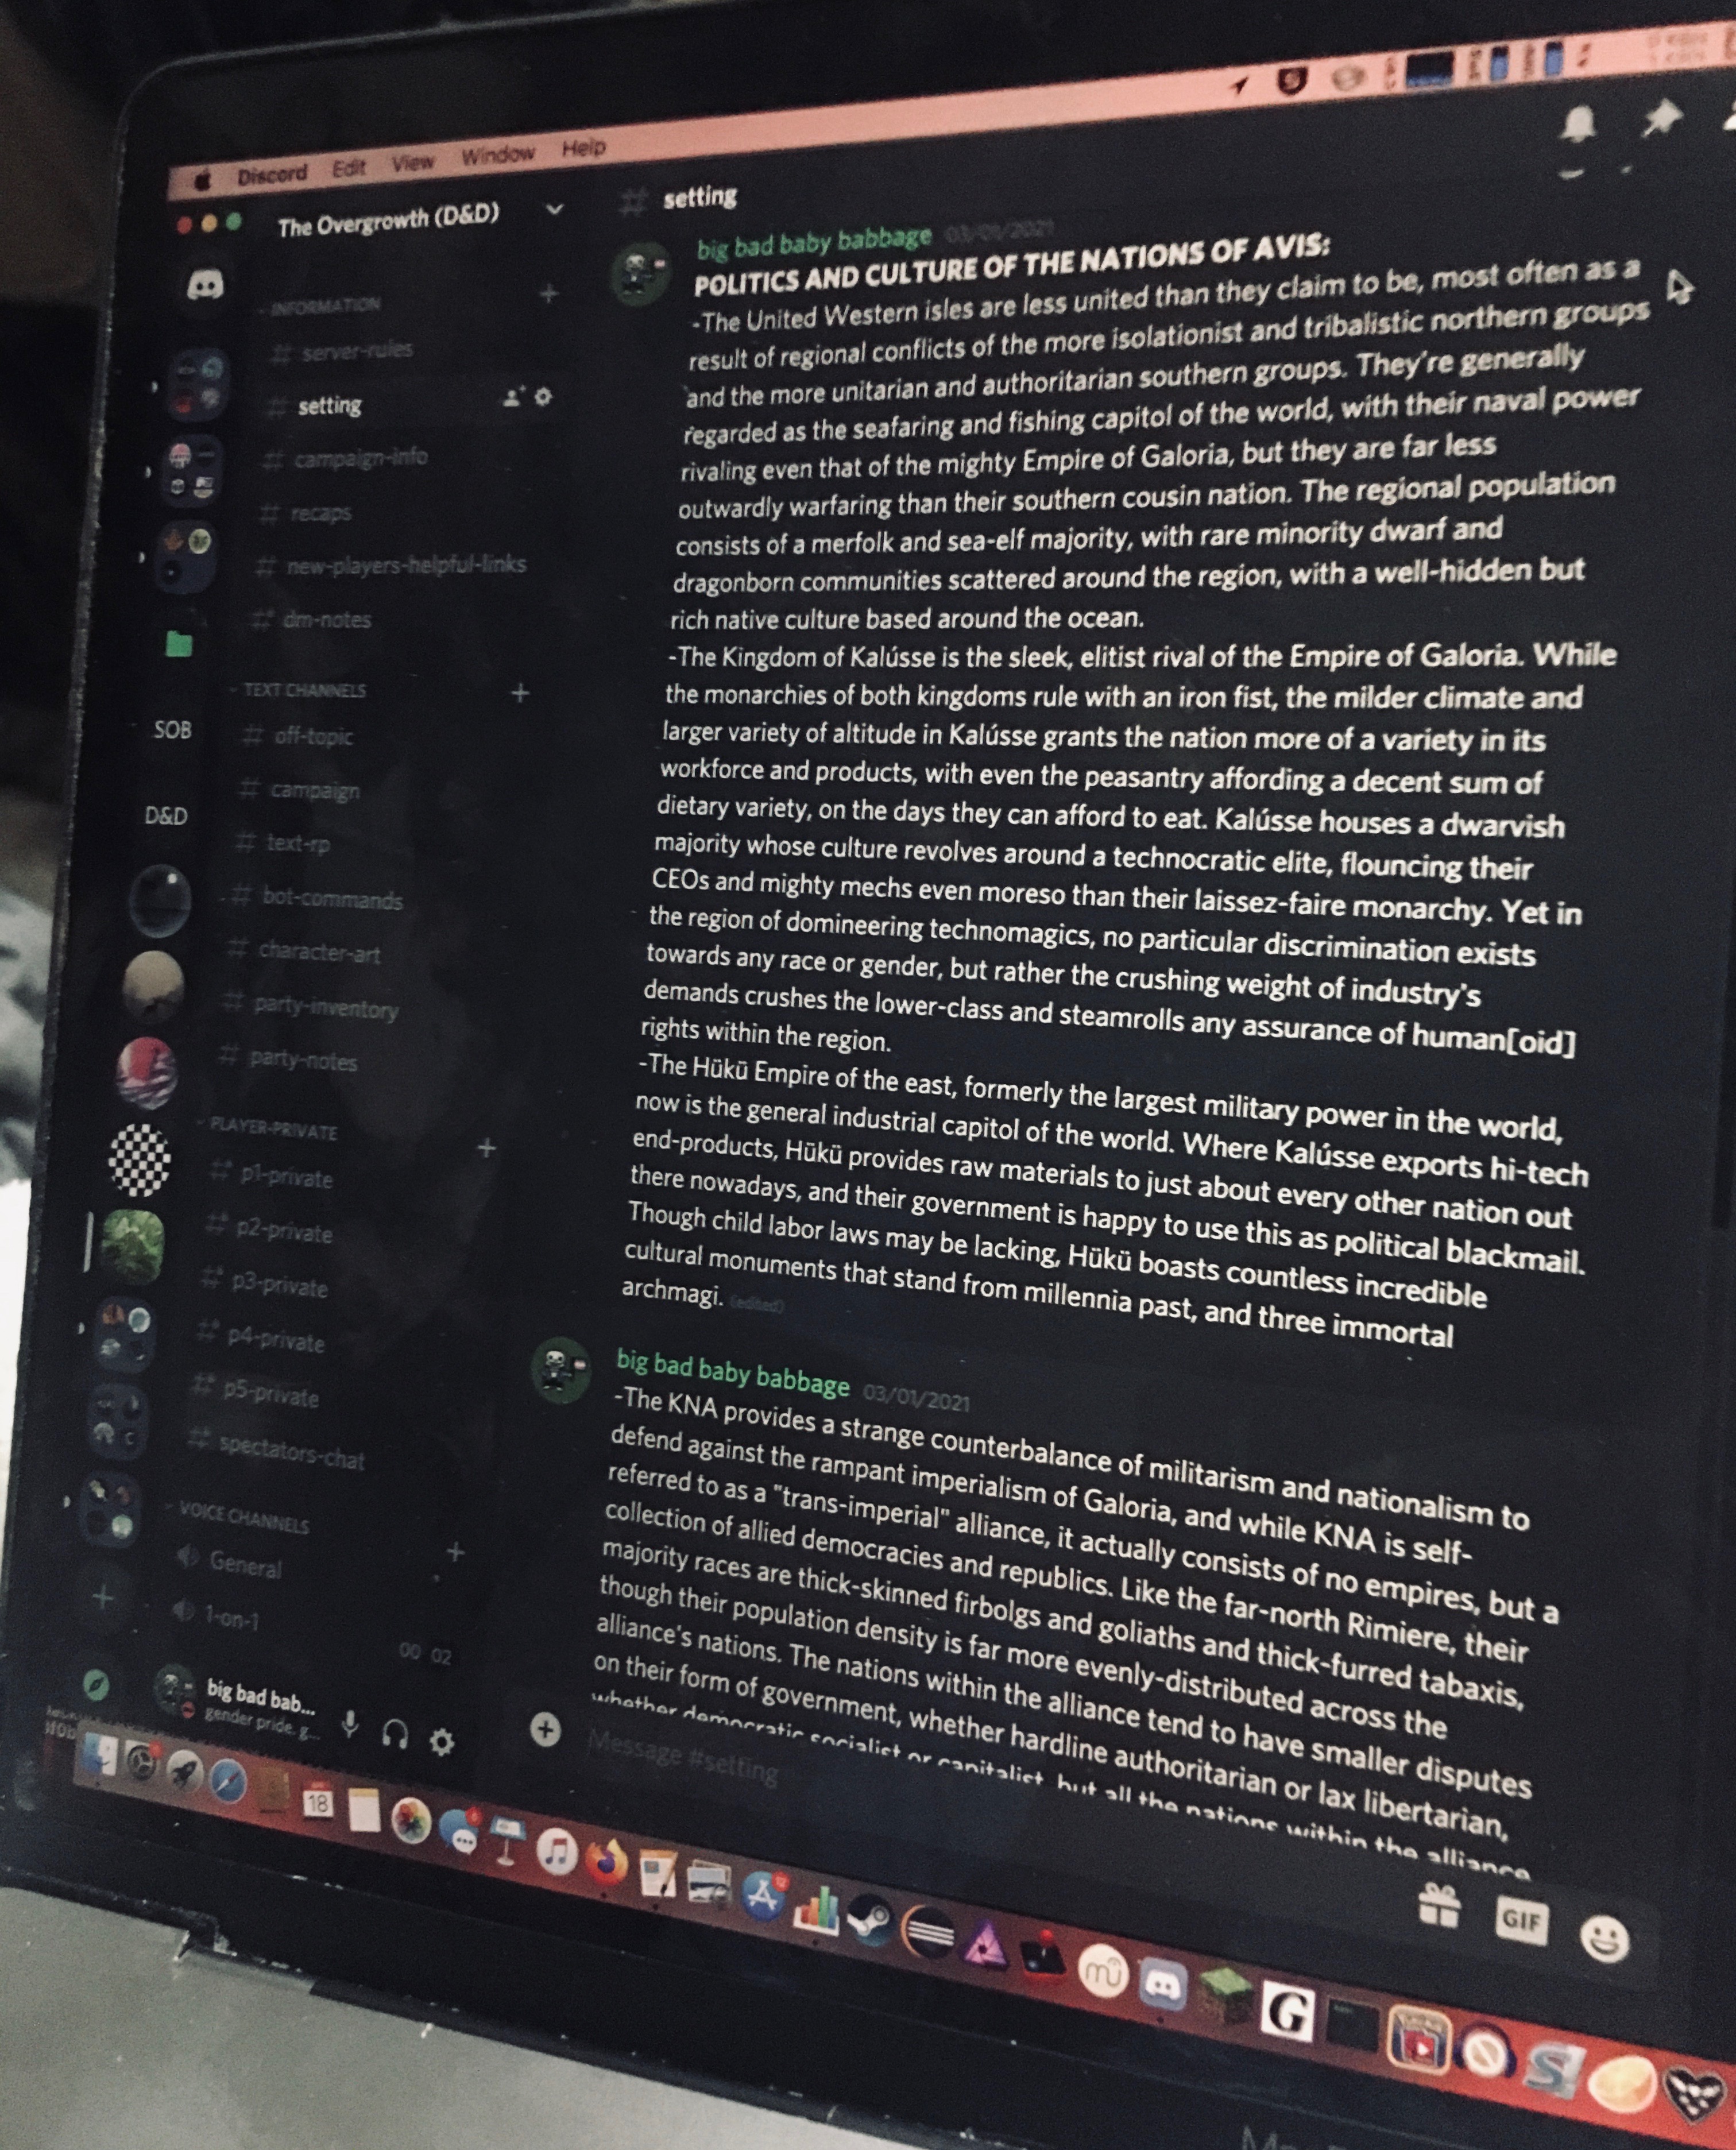 Discord Edit View Window Help
The Overgrowth (D&D)
INFORMATION
# server-rules
# setting
# campaign-info
# recaps
# new-players-helpful-links
# dm-notes
TEXT CHANNELS
# off-topic
# campaign
# text-rp
# bot-commands
# character-art
# party-inventory
# party-notes
PLAYER-PRIVATE
# p1-private
# p2-private
# p3-private
# p4-private
# p5-private
# spectators-chat
VOICE CHANNELS
General
1-on-1
00 02
big bad bab...
gender pride. g...
SOB
D&D
# setting
big bad baby babbage 03/01/2021
POLITICS AND CULTURE OF THE NATIONS OF AVIS:
-The United Western isles are less united than they claim to be, most often as a
result of regional conflicts of the more isolationist and tribalistic northern groups
and the more unitarian and authoritarian southern groups. They're generally
regarded as the seafaring and fishing capitol of the world, with their naval power
rivaling even that of the mighty Empire of Galoria, but they are far less
outwardly warfaring than their southern cousin nation. The regional population
consists of a merfolk and sea-elf majority, with rare minority dwarf and
dragonborn communities scattered around the region, with a well-hidden but
rich native culture based around the ocean.
-The Kingdom of Kalússe is the sleek, elitist rival of the Empire of Galoria. While
the monarchies of both kingdoms rule with an iron fist, the milder climate and
larger variety of altitude in Kalússe grants the nation more of a variety in its
workforce and products, with even the peasantry affording a decent sum of
dietary variety, on the days they can afford to eat. Kalússe houses a dwarvish
majority whose culture revolves around a technocratic elite, flouncing their
CEOs and mighty mechs even moreso than their laissez-faire monarchy. Yet in
the region of domineering technomagics, no particular discrimination exists
towards any race or gender, but rather the crushing weight of industry's
demands crushes the lower-class and steamrolls any assurance of human[oid]
rights within the region.
-The Hükü Empire of the east, formerly the largest military power in the world,
now is the general industrial capitol of the world. Where Kalússe exports hi-tech
end-products, Hükü provides raw materials to just about every other nation out
there nowadays, and their government is happy to use this as political blackmail.
Though child labor laws may be lacking, Hükü boasts countless incredible
cultural monuments that stand from millennia past, and three immortal
archmagi. (edited)
big bad baby babbage 03/01/2021
-The KNA provides a strange counterbalance of militarism and nationalism to
defend against the rampant imperialism of Galoria, and while KNA is self-
referred to as a "trans-imperial" alliance, it actually consists of no empires, but a
collection of allied democracies and republics. Like the far-north Rimiere, their
majority races are thick-skinned firbolgs and goliaths and thick-furred tabaxis,
though their population density is far more evenly-distributed across the
alliance's nations. The nations within the alliance tend to have smaller disputes
on their form of government, whether hardline authoritarian or lax libertarian,
whether democratic socialist or capitalist, but all the nations within the alliance
Message #setting
GIF
18
G